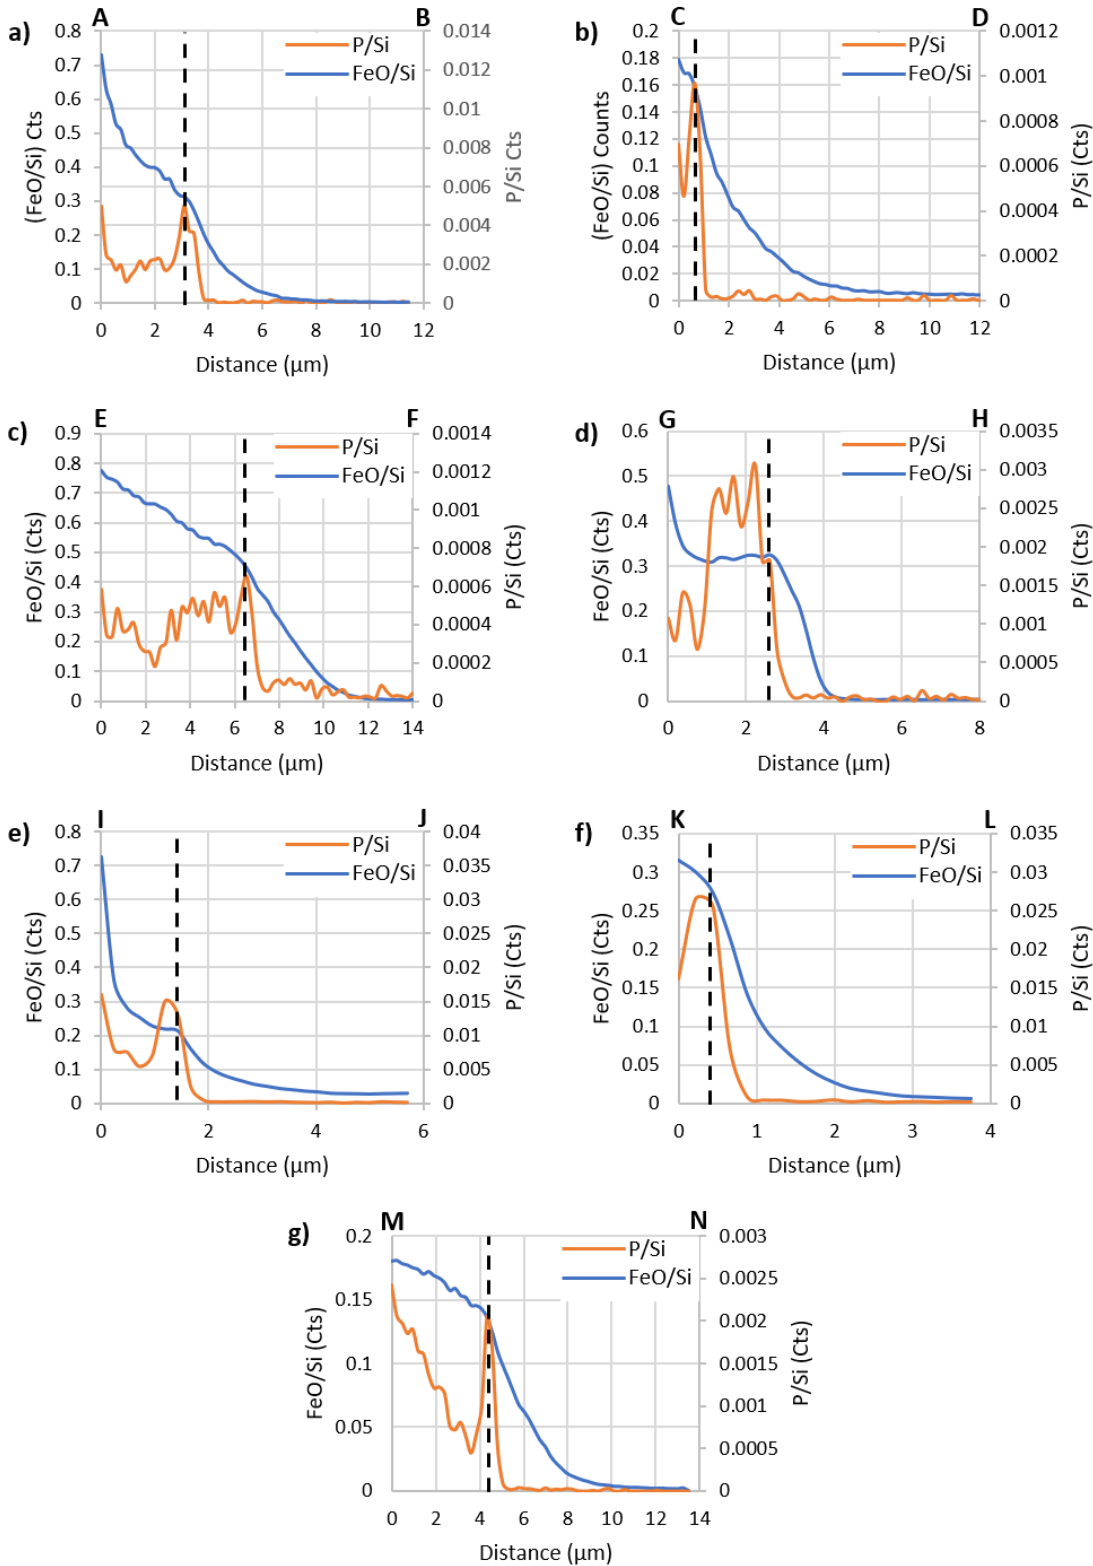 a)
A B
P/Si
FeO/Si
0.8
0.7
0.6
0.5
0.4
0.3
0.2
0.1
0
(FeO/Si) Cts
0.014
0.012
0.01
0.008
0.006
0.004
0.002
0
P/Si Cts
0 2 4 6 8 10 12
Distance (µm)
b)
C D
P/Si
FeO/Si
0.2
0.18
0.16
0.14
0.12
0.1
0.08
0.06
0.04
0.02
0
(FeO/Si) Counts
0.0012
0.001
0.0008
0.0006
0.0004
0.0002
0
P/Si (Cts)
0 2 4 6 8 10 12
Distance (µm)
c)
E F
P/Si
FeO/Si
0.9
0.8
0.7
0.6
0.5
0.4
0.3
0.2
0.1
0
FeO/Si (Cts)
0.0014
0.0012
0.001
0.0008
0.0006
0.0004
0.0002
0
P/Si (Cts)
0 2 4 6 8 10 12 14
Distance (µm)
d)
G H
P/Si
FeO/Si
0.6
0.5
0.4
0.3
0.2
0.1
0
FeO/Si (Cts)
0.0035
0.003
0.0025
0.002
0.0015
0.001
0.0005
0
P/Si (Cts)
0 2 4 6 8
Distance (µm)
e)
I J
P/Si
FeO/Si
0.8
0.7
0.6
0.5
0.4
0.3
0.2
0.1
0
FeO/Si (Cts)
0.04
0.035
0.03
0.025
0.02
0.015
0.01
0.005
0
P/Si (Cts)
0 2 4 6
Distance (µm)
f)
K L
P/Si
FeO/Si
0.35
0.3
0.25
0.2
0.15
0.1
0.05
0
FeO/Si (Cts)
0.035
0.03
0.025
0.02
0.015
0.01
0.005
0
P/Si (Cts)
0 1 2 3 4
Distance (µm)
g)
M N
P/Si
FeO/Si
0.2
0.15
0.1
0.05
0
FeO/Si (Cts)
0.003
0.0025
0.002
0.0015
0.001
0.0005
0
P/Si (Cts)
0 2 4 6 8 10 12 14
Distance (µm)